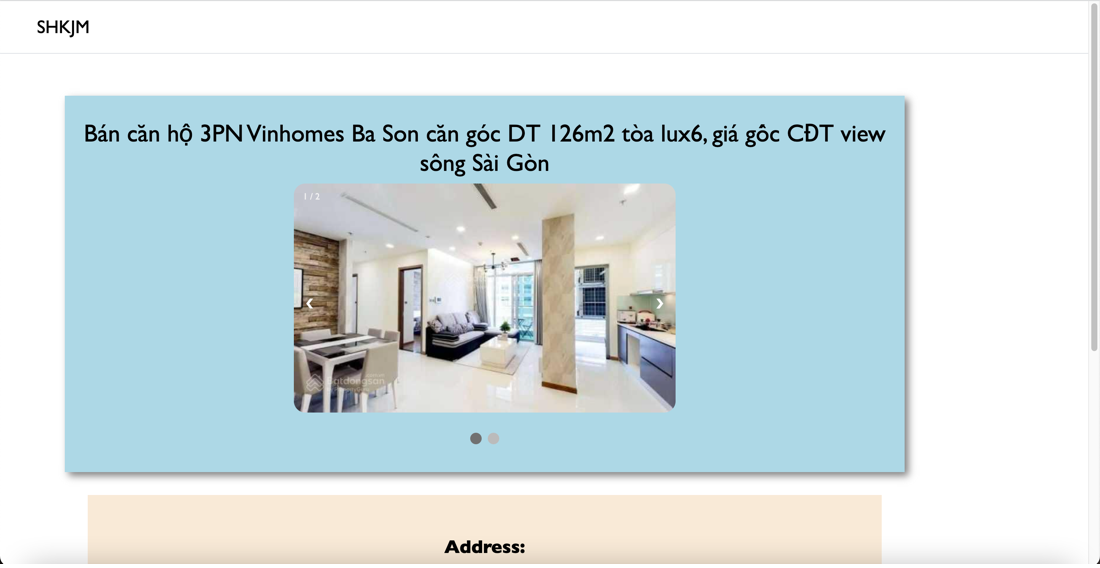 SHKJM
Bán căn hộ 3PN Vinhomes Ba Son căn góc DT 126m2 tòa lux6, giá gôc CĐT view
sông Sài Gòn
1 / 2
batdongsan
Address: